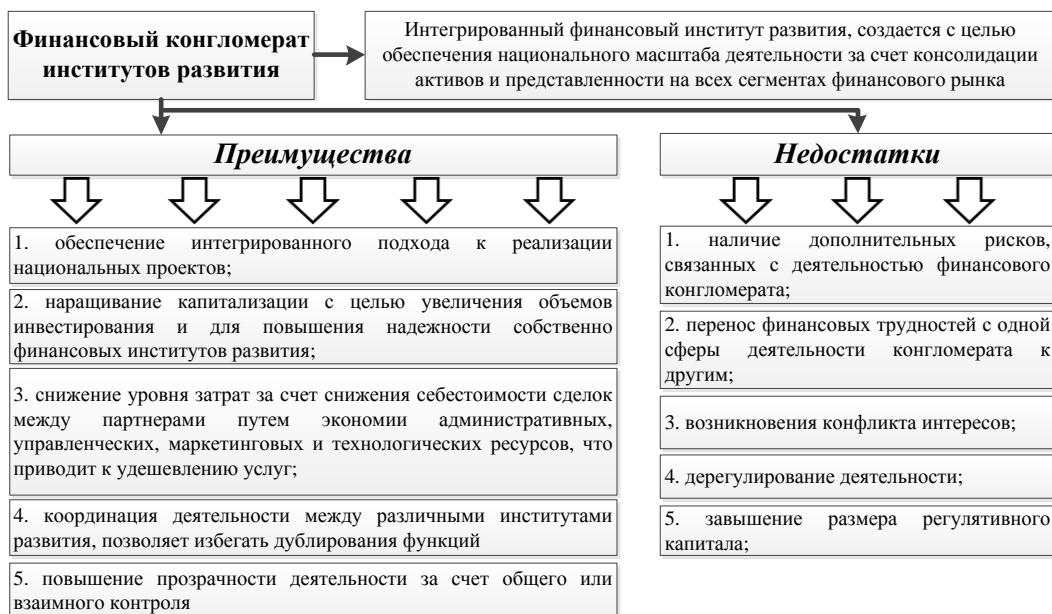 Финансовый конгломерат
институтов развития
Интегрированный финансовый институт развития, создается с целью
обеспечения национального масштаба деятельности за счет консолидации
активов и представленности на всех сегментах финансового рынка
Преимущества
1. обеспечение интегрированного подхода к реализации
национальных проектов;
2. наращивание капитализации с целью увеличения объемов
инвестирования и для повышения надежности собственно
финансовых институтов развития;
3. снижение уровня затрат за счет снижения себестоимости сделок
между партнерами путем экономии административных,
управленческих, маркетинговых и технологических ресурсов, что
приводит к удешевлению услуг;
4. координация деятельности между различными институтами
развития, позволяет избегать дублирования функций
5. повышение прозрачности деятельности за счет общего или
взаимного контроля
Недостатки
1. наличие дополнительных рисков,
связанных с деятельностью финансового
конгломерата;
2. перенос финансовых трудностей с одной
сферы деятельности конгломерата к
другим;
3. возникновения конфликта интересов;
4. дерегулирование деятельности;
5. завышение размера регулятивного
капитала;